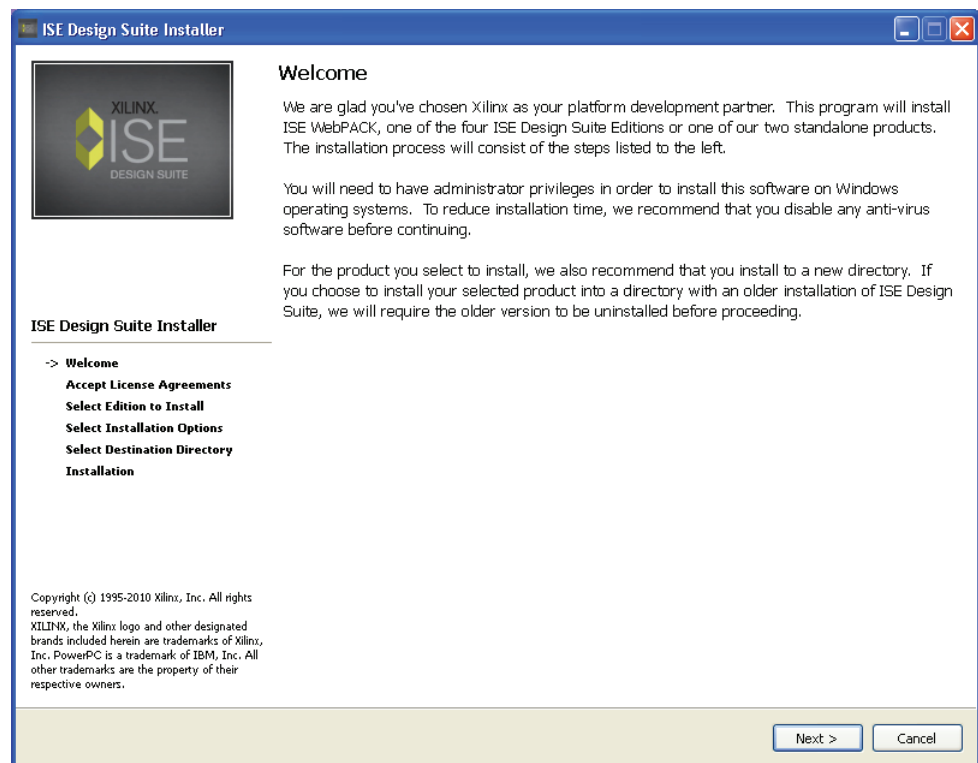 ISE Design Suite Installer
XILINX.
ISE
DESIGN SUITE
Welcome
We are glad you've chosen Xilinx as your platform development partner. This program will install
ISE WebPACK, one of the four ISE Design Suite Editions or one of our two standalone products.
The installation process will consist of the steps listed to the left.
You will need to have administrator privileges in order to install this software on Windows
operating systems. To reduce installation time, we recommend that you disable any anti-virus
software before continuing.
For the product you select to install, we also recommend that you install to a new directory. If
you choose to install your selected product into a directory with an older installation of ISE Design
Suite, we will require the older version to be uninstalled before proceeding.
ISE Design Suite Installer
-> Welcome
Accept License Agreements
Select Edition to Install
Select Installation Options
Select Destination Directory
Installation
Copyright (c) 1995-2010 Xilinx, Inc. All rights
reserved.
XILINX, the Xilinx logo and other designated
brands included herein are trademarks of Xilinx,
Inc. PowerPC is a trademark of IBM, Inc. All
other trademarks are the property of their
respective owners.
Next >
Cancel